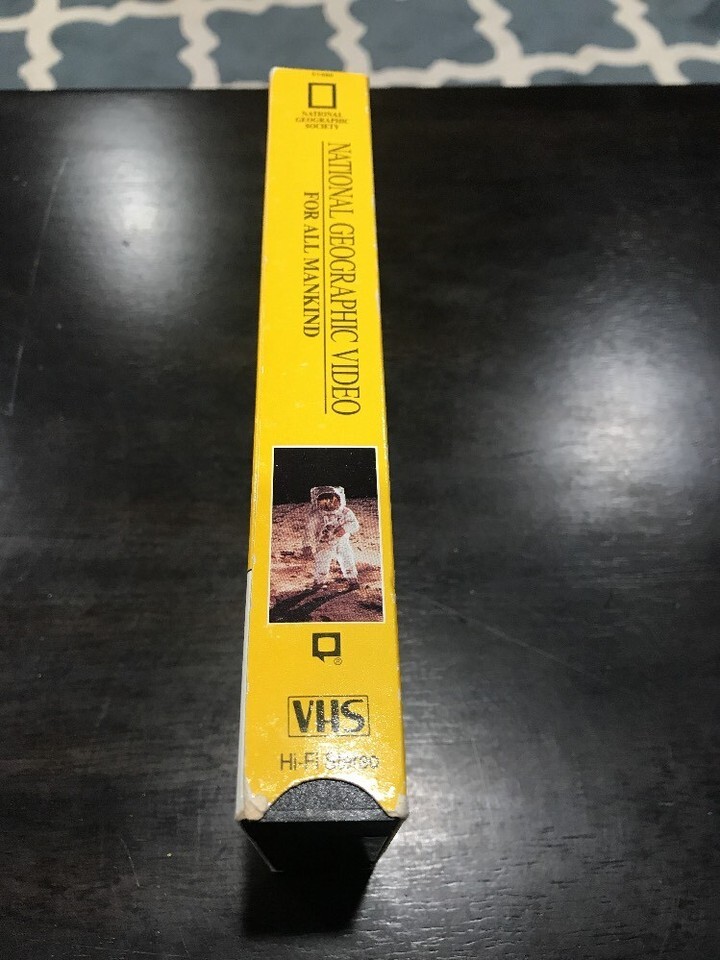 NATIONAL
GEOGRAPHIC
SOCIETY
NATIONAL GEOGRAPHIC VIDEO
FOR ALL MANKIND
®
VHS
Hi-Fi Stereo